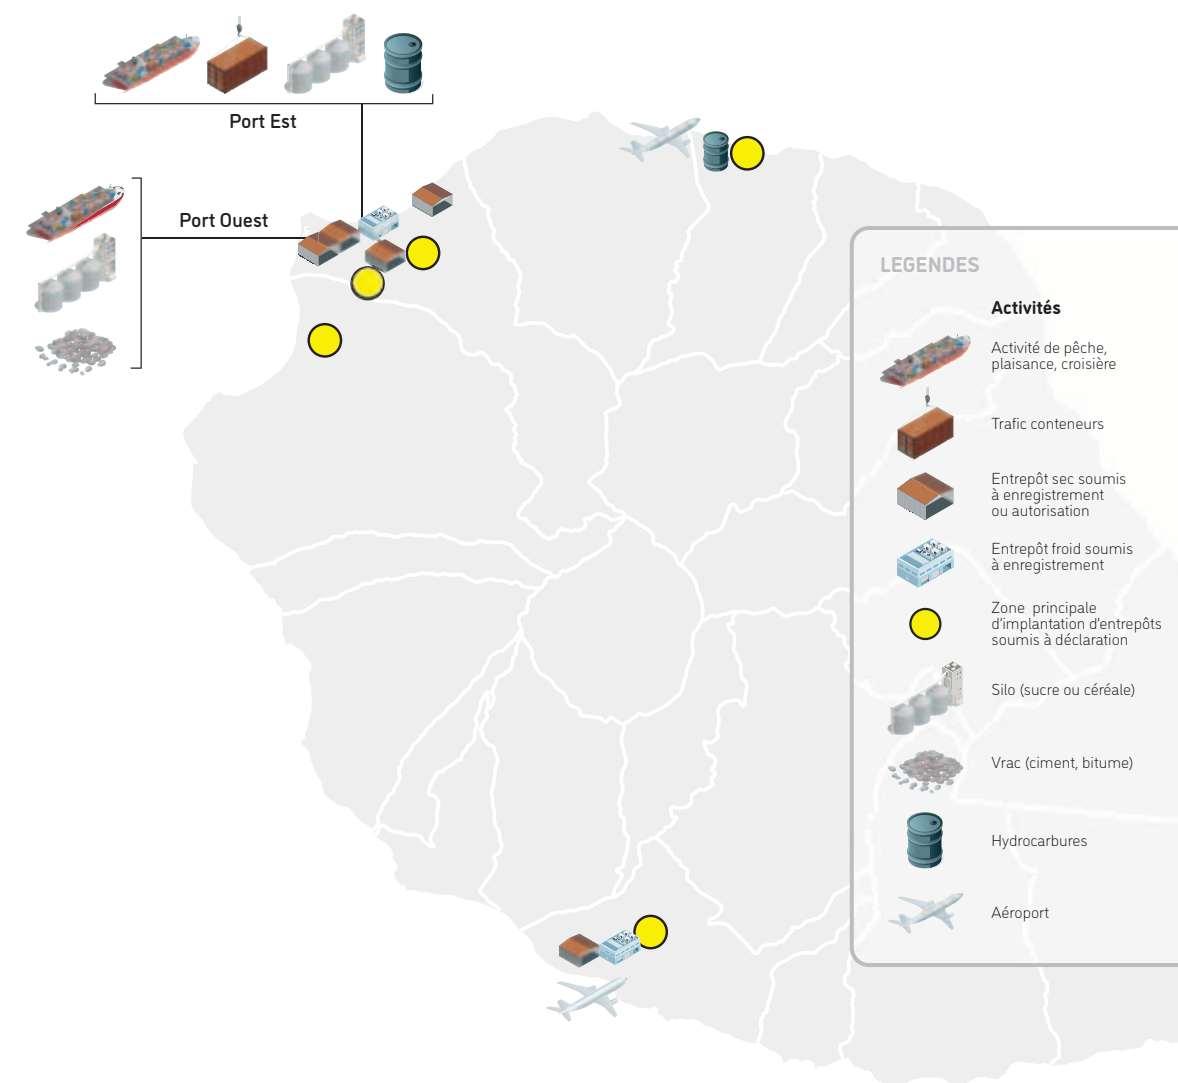 Port Est
Port Ouest
LEGENDES
Activités
Activité de pêche,
plaisance, croisière
Trafic conteneurs
Entrepôt sec soumis
à enregistrement
ou autorisation
Entrepôt froid soumis
à enregistrement
Zone principale
d'implantation d'entrepôts
soumis à déclaration
Silo (sucre ou céréale)
Vrac (ciment, bitume)
Hydrocarbures
Aéroport